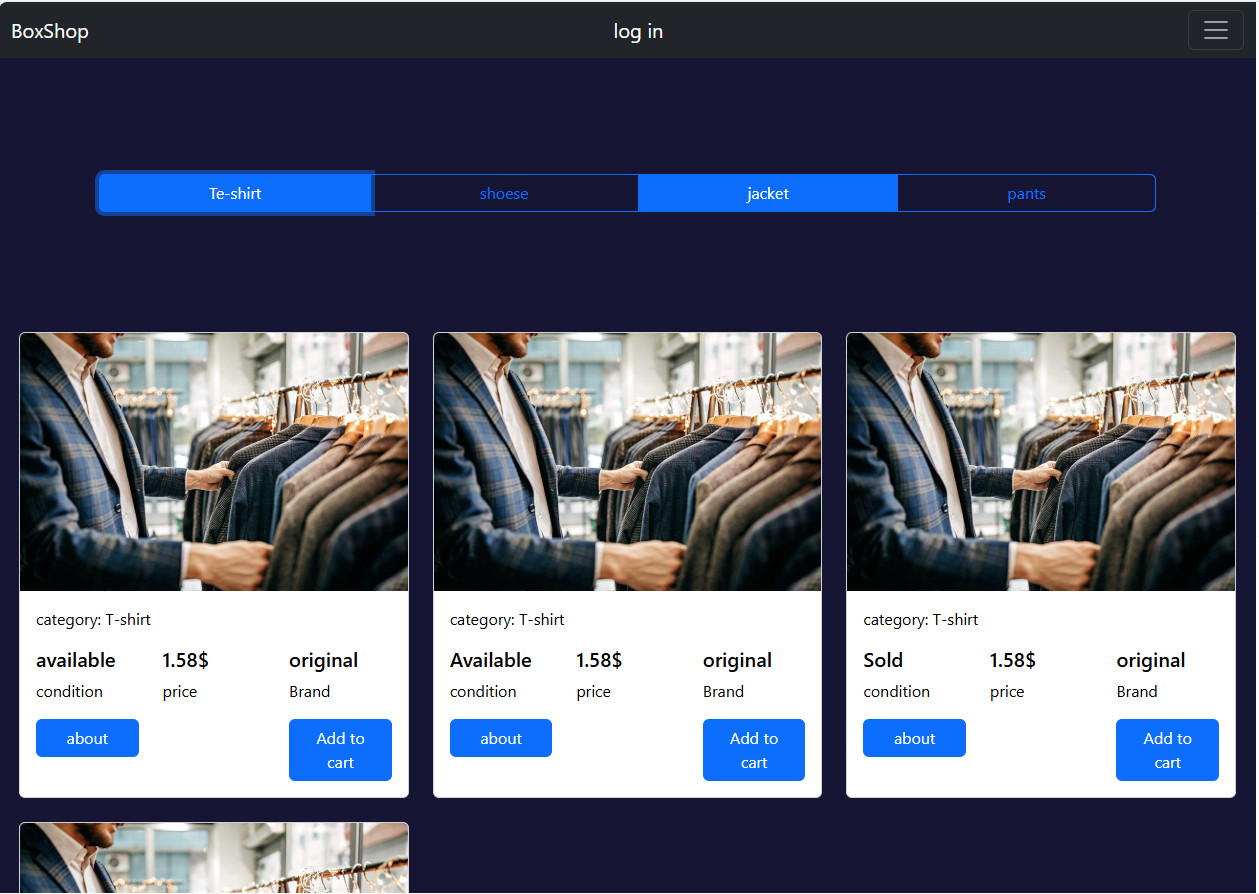 BoxShop
log in
Te-shirt
shoese
jacket
pants
category: T-shirt
available 1.58$ original
condition price Brand
about
Add to
cart
category: T-shirt
Available 1.58$ original
condition price Brand
about
Add to
cart
category: T-shirt
Sold 1.58$ original
condition price Brand
about
Add to
cart